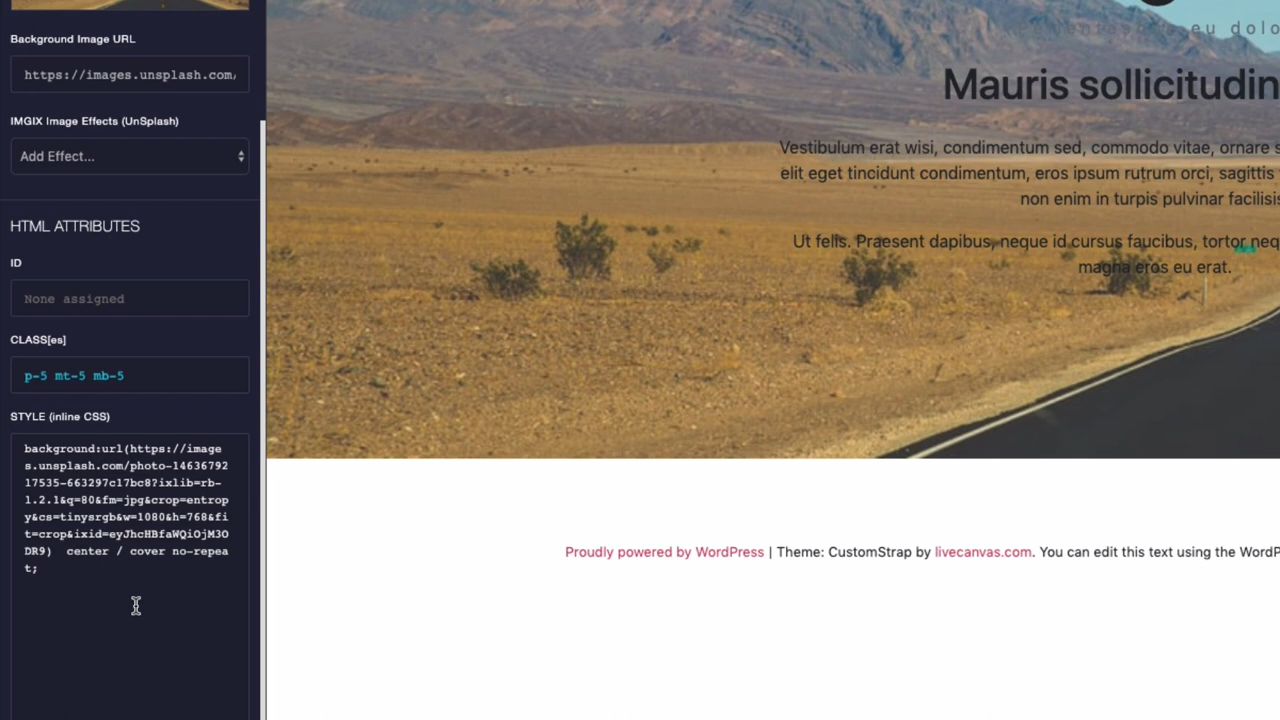 Background Image URL
https://images.unsplash.com/
IMGIX Image Effects (UnSplash)
Add Effect...
HTML ATTRIBUTES
ID
None assigned
CLASS[es]
p-5 mt-5 mb-5
STYLE (inline CSS)
background:url(https://image
s.unsplash.com/photo-14636792
17535-663297c17bc8?ixlib=rb-
1.2.1&q=80&fm=jpg&crop=entrop
y&cs=tinysrgb&w=1080&h=768&fi
t=crop&ixid=eyJhcHBfaWQiOjM3O
DR9) center / cover no-repea
t;
eu dolo
Mauris sollicitudin
Vestibulum erat wisi, condimentum sed, commodo vitae, ornare s
elit eget tincidunt condimentum, eros ipsum rutrum orci, sagittis
non enim in turpis pulvinar facilisis
Ut felis. Praesent dapibus, neque id cursus faucibus, tortor neq
magna eros eu erat.
Proudly powered by WordPress | Theme: CustomStrap by livecanvas.com. You can edit this text using the WordP